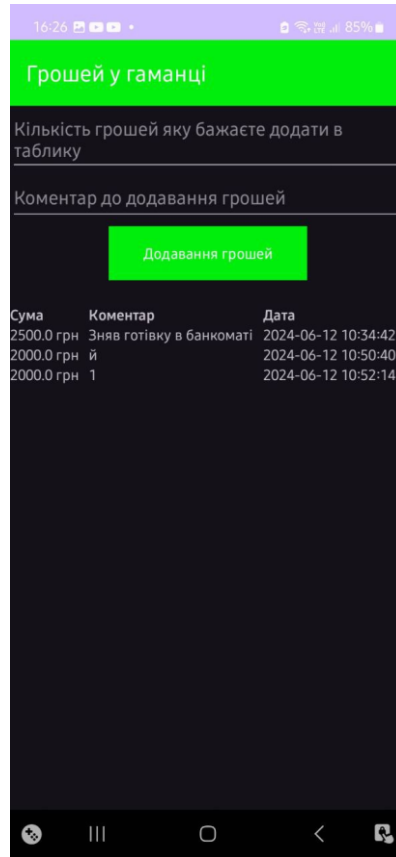 16:26 85%
Грошей у гаманці
Кількість грошей яку бажаєте додати в
таблику
Коментар до додавання грошей
Додавання грошей
Сума Коментар Дата
2500.0 грн Зняв готівку в банкоматі 2024-06-12 10:34:42
2000.0 грн й 2024-06-12 10:50:40
2000.0 грн 1 2024-06-12 10:52:14